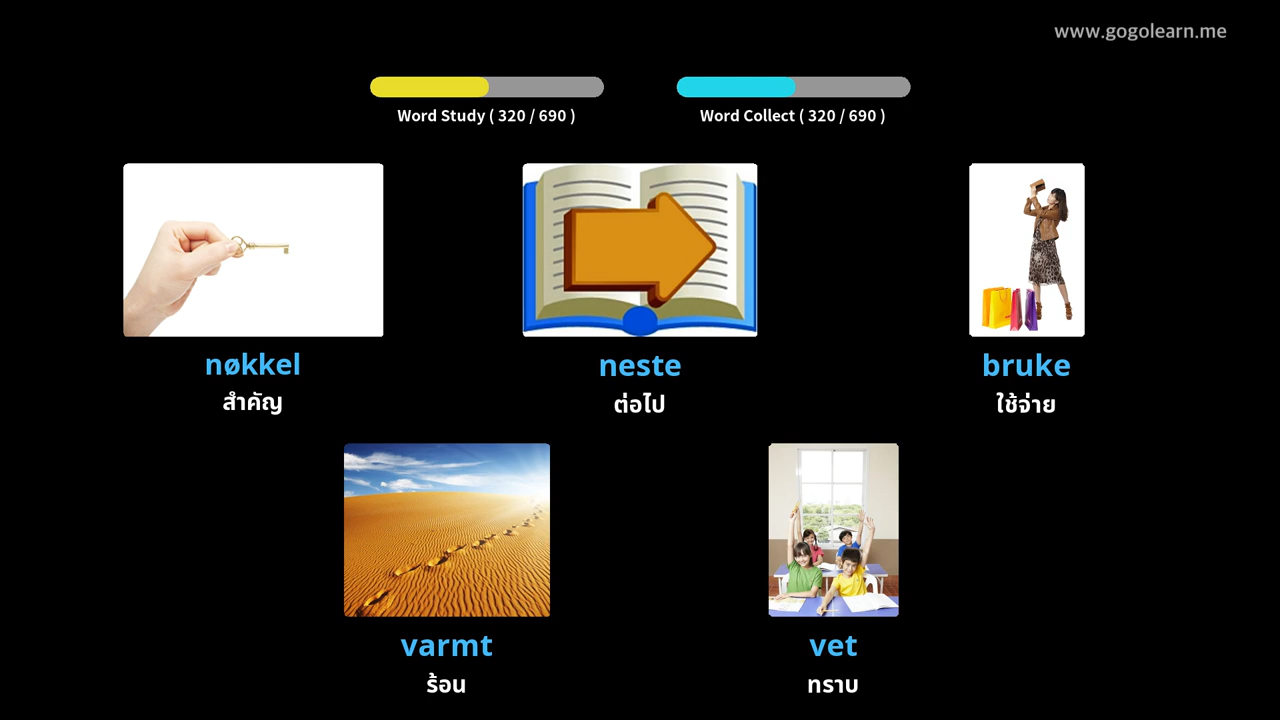 www.gogolearn.me
Word Study ( 320 / 690 )
Word Collect ( 320 / 690 )
nøkkel
สำคัญ
neste
ต่อไป
bruke
ใช้จ่าย
varmt
ร้อน
vet
ทราบ